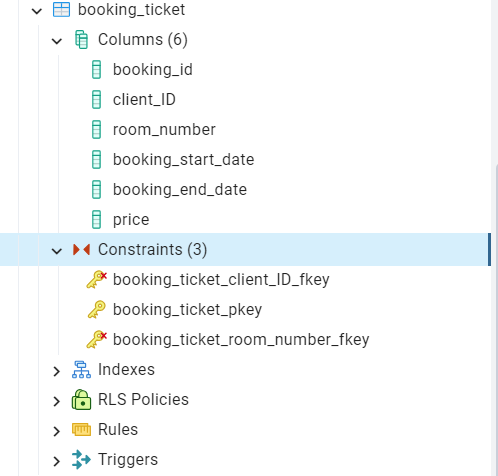 booking_ticket
Columns (6)
booking_id
client_ID
room_number
booking_start_date
booking_end_date
price
Constraints (3)
booking_ticket_client_ID_fkey
booking_ticket_pkey
booking_ticket_room_number_fkey
Indexes
RLS Policies
Rules
Triggers